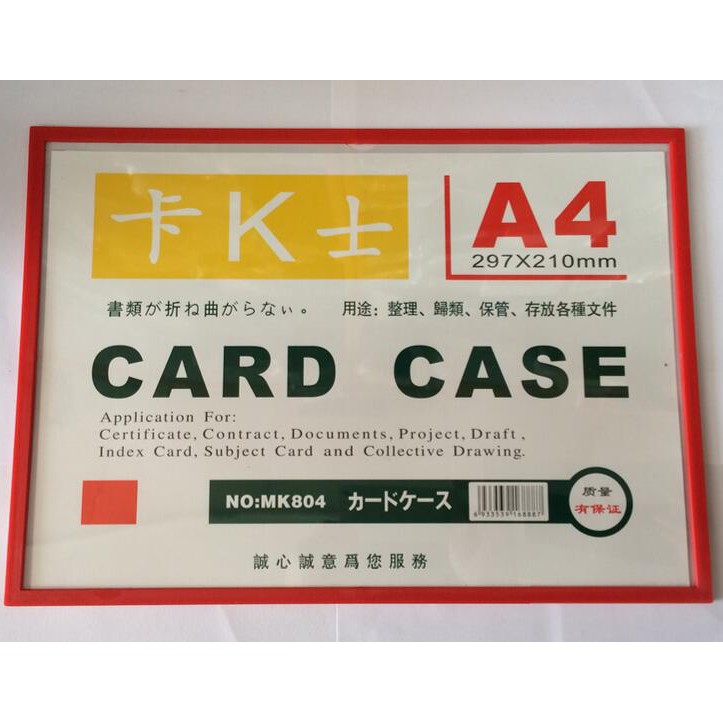 卡K士
A4
297X210mm
書類が折ね曲がらなぃ。 用途：整理、歸類、保管、存放各種文件
CARD CASE
Application For:
Certificate, Contract, Documents, Project, Draft,
Index Card, Subject Card and Collective Drawing.
NO:MK804 カードケース
6933539168887
质量
有保证
誠心誠意爲您服務